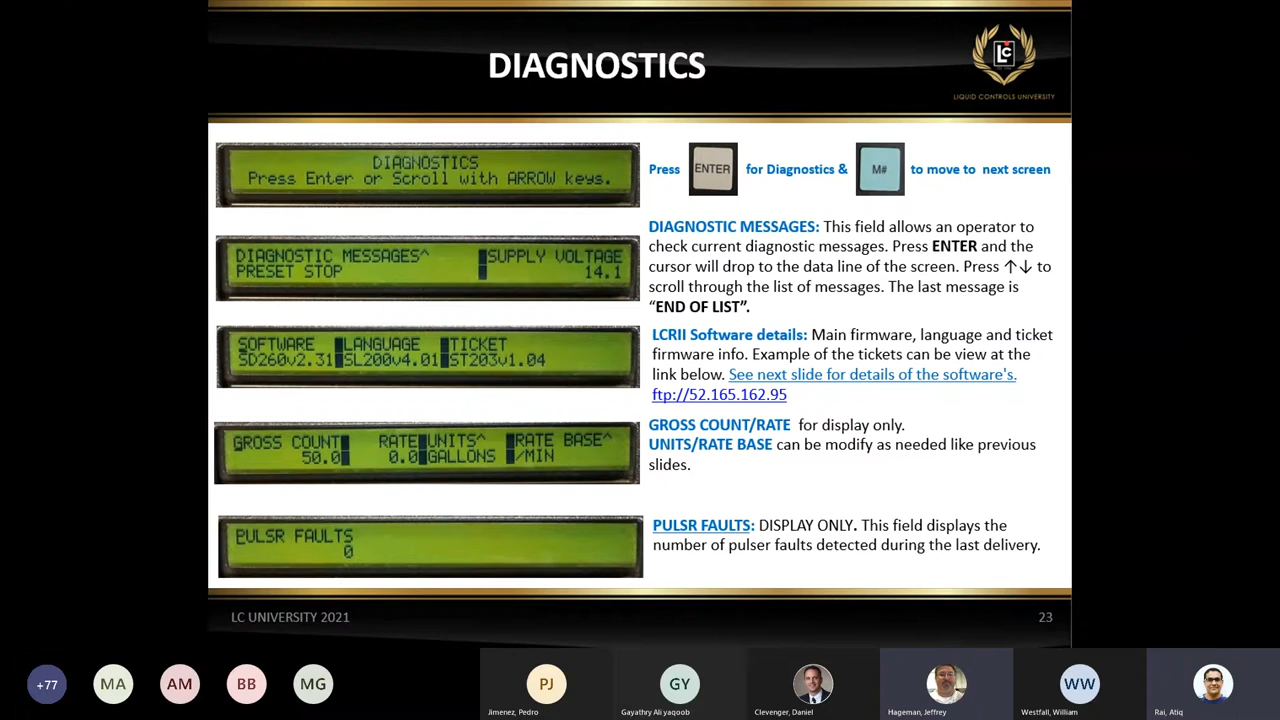 DIAGNOSTICS
LC
LIQUID CONTROLS UNIVERSITY
DIAGNOSTICS
Press Enter or Scroll with ARROW keys.
Press ENTER for Diagnostics & M# to move to next screen
DIAGNOSTIC MESSAGES^ SUPPLY VOLTAGE
PRESET STOP 14.1
DIAGNOSTIC MESSAGES: This field allows an operator to
check current diagnostic messages. Press ENTER and the
cursor will drop to the data line of the screen. Press ↑↓ to
scroll through the list of messages. The last message is
“END OF LIST”.
SOFTWARE LANGUAGE TICKET
SD260v2.31 SL200v4.01 ST203v1.04
LCRII Software details: Main firmware, language and ticket
firmware info. Example of the tickets can be view at the
link below. See next slide for details of the software's.
ftp://52.165.162.95
GROSS COUNT RATE UNITS^ RATE BASE^
50.0 0.0 GALLONS /MIN
GROSS COUNT/RATE for display only.
UNITS/RATE BASE can be modify as needed like previous
slides.
PULSR FAULTS
0
PULSR FAULTS: DISPLAY ONLY. This field displays the
number of pulser faults detected during the last delivery.
LC UNIVERSITY 2021
23
+77 MA AM BB MG PJ GY WW
Jimenez, Pedro Gayathry Ali yaqoob Clevenger, Daniel Hageman, Jeffrey Westfall, William Rai, Atiq